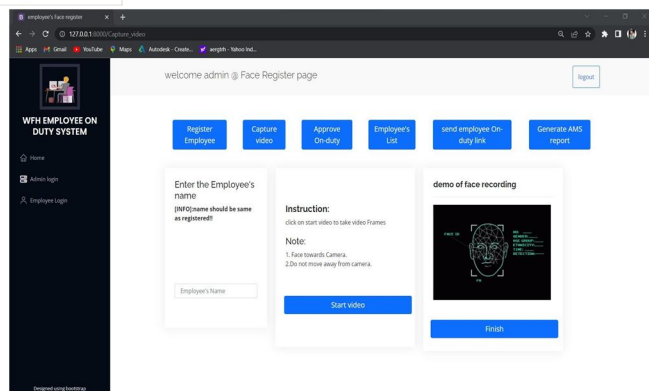 employee's Face register
127.0.0.1:8000/Capture_video
Apps
Gmail
YouTube
Maps
Autodesk - Create...
aergtth - Yahoo Ind...
WFH EMPLOYEE ON
DUTY SYSTEM
Home
Admin login
Employee Login
Designed using bootstrap
welcome admin @ Face Register page
logout
Register
Employee
Capture
video
Approve
On-duty
Employee's
List
send employee On-
duty link
Generate AMS
report
Enter the Employee's
name
[INFO]:name should be same
as registered!!
Employee's Name
Instruction:
click on start video to take video Frames
Note:
1. Face towards Camera.
2.Do not move away from camera.
Start video
demo of face recording
FACE ID
Finish